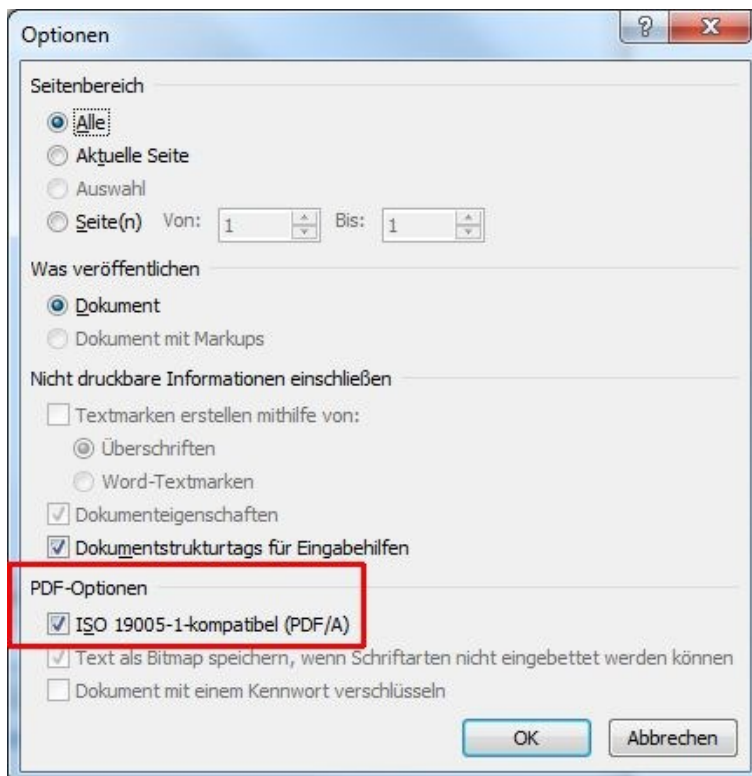 Optionen
Seitenbereich
Alle
Aktuelle Seite
Auswahl
Seite(n) Von: 1 Bis: 1
Was veröffentlichen
Dokument
Dokument mit Markups
Nicht druckbare Informationen einschließen
Textmarken erstellen mithilfe von:
Überschriften
Word-Textmarken
Dokumenteigenschaften
Dokumentstrukturtags für Eingabehilfen
PDF-Optionen
ISO 19005-1-kompatibel (PDF/A)
Text als Bitmap speichern, wenn Schriftarten nicht eingebettet werden können
Dokument mit einem Kennwort verschlüsseln
OK Abbrechen